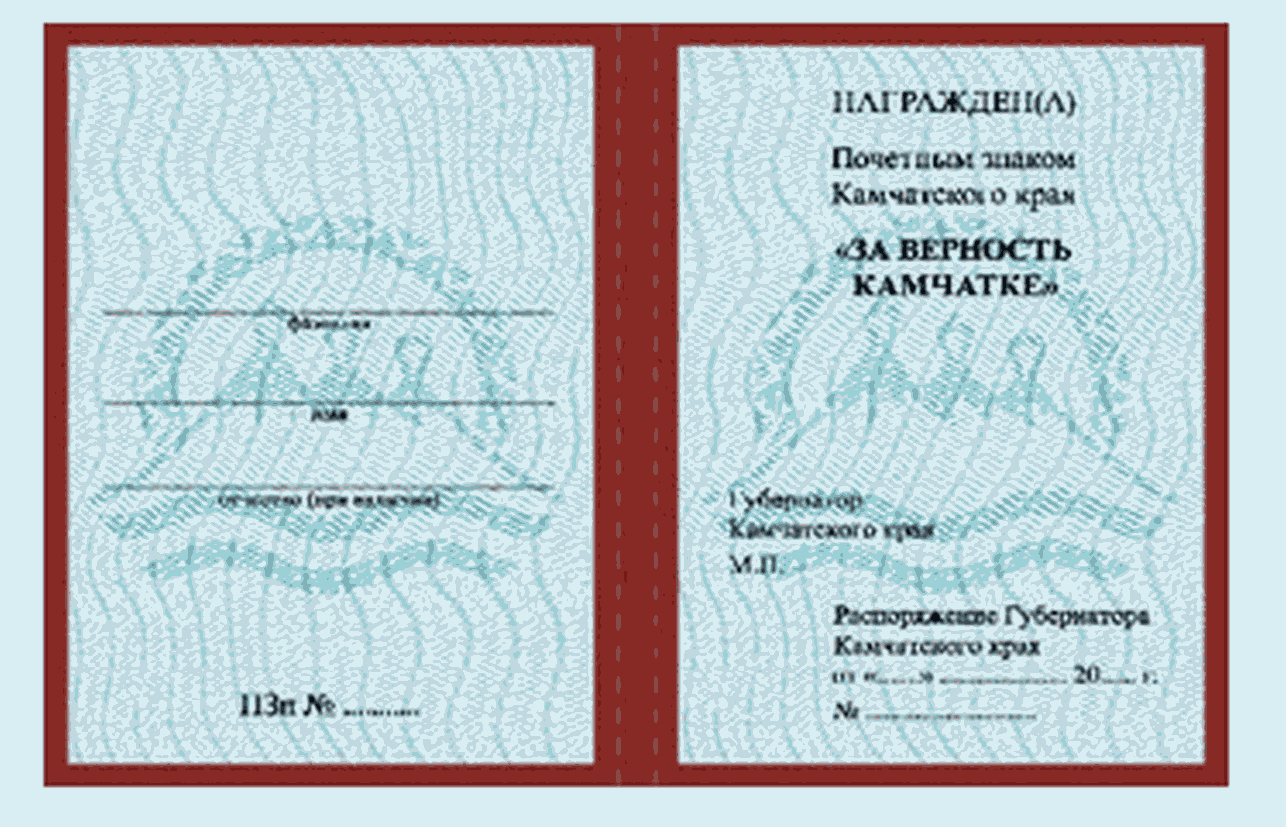 фамилия
имя
отчество (при наличии)
ПЗп № ...........
НАГРАЖДЕН(А)
Почетным знаком
Камчатского края
«ЗА ВЕРНОСТЬ
КАМЧАТКЕ»
Губернатор
Камчатского края
М.П.
Распоряжение Губернатора
Камчатского края
от «......» .................. 20..... г.
№ ........................